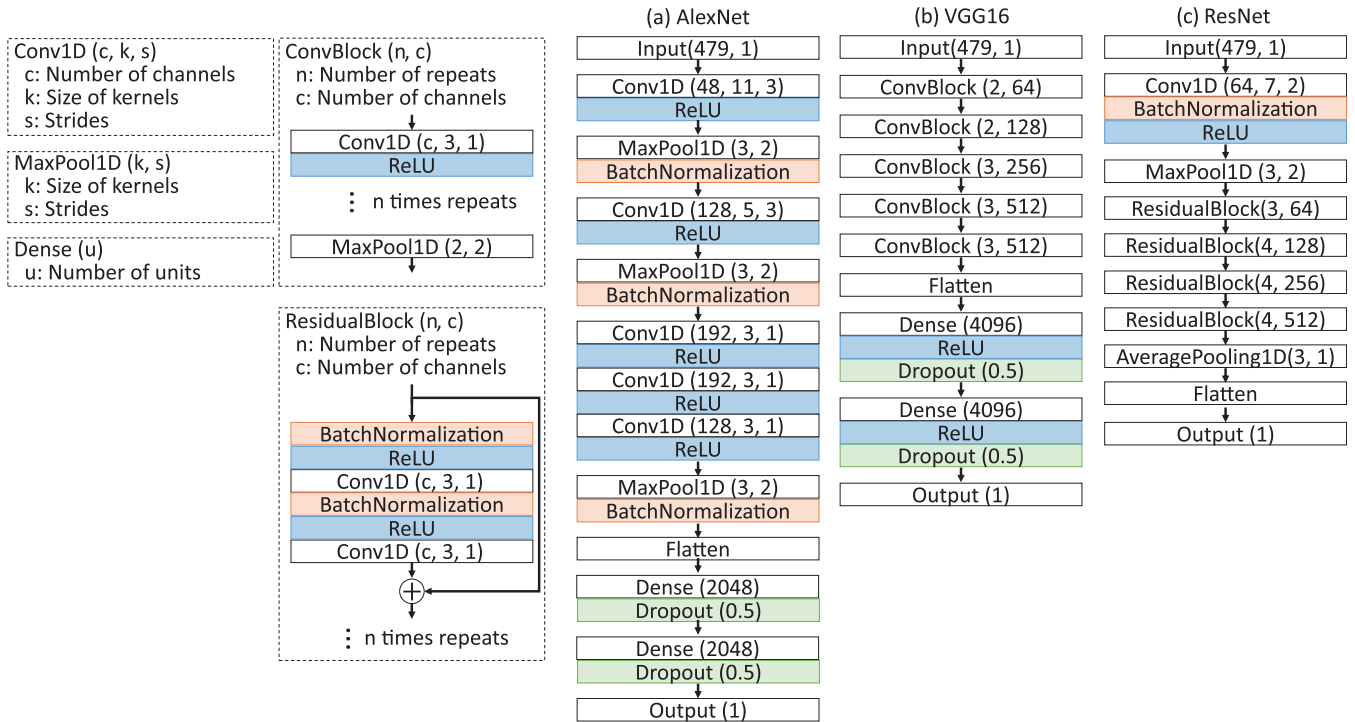 Conv1D (c, k, s)
c: Number of channels
k: Size of kernels
s: Strides
MaxPool1D (k, s)
k: Size of kernels
s: Strides
Dense (u)
u: Number of units
ConvBlock (n, c)
n: Number of repeats
c: Number of channels
Conv1D (c, 3, 1)
ReLU
⋮ n times repeats
MaxPool1D (2, 2)
ResidualBlock (n, c)
n: Number of repeats
c: Number of channels
BatchNormalization
ReLU
Conv1D (c, 3, 1)
BatchNormalization
ReLU
Conv1D (c, 3, 1)
+
⋮ n times repeats
(a) AlexNet
Input(479, 1)
Conv1D (48, 11, 3)
ReLU
MaxPool1D (3, 2)
BatchNormalization
Conv1D (128, 5, 3)
ReLU
MaxPool1D (3, 2)
BatchNormalization
Conv1D (192, 3, 1)
ReLU
Conv1D (192, 3, 1)
ReLU
Conv1D (128, 3, 1)
ReLU
MaxPool1D (3, 2)
BatchNormalization
Flatten
Dense (2048)
Dropout (0.5)
Dense (2048)
Dropout (0.5)
Output (1)
(b) VGG16
Input(479, 1)
ConvBlock (2, 64)
ConvBlock (2, 128)
ConvBlock (3, 256)
ConvBlock (3, 512)
ConvBlock (3, 512)
Flatten
Dense (4096)
ReLU
Dropout (0.5)
Dense (4096)
ReLU
Dropout (0.5)
Output (1)
(c) ResNet
Input(479, 1)
Conv1D (64, 7, 2)
BatchNormalization
ReLU
MaxPool1D (3, 2)
ResidualBlock(3, 64)
ResidualBlock(4, 128)
ResidualBlock(4, 256)
ResidualBlock(4, 512)
AveragePooling1D(3, 1)
Flatten
Output (1)